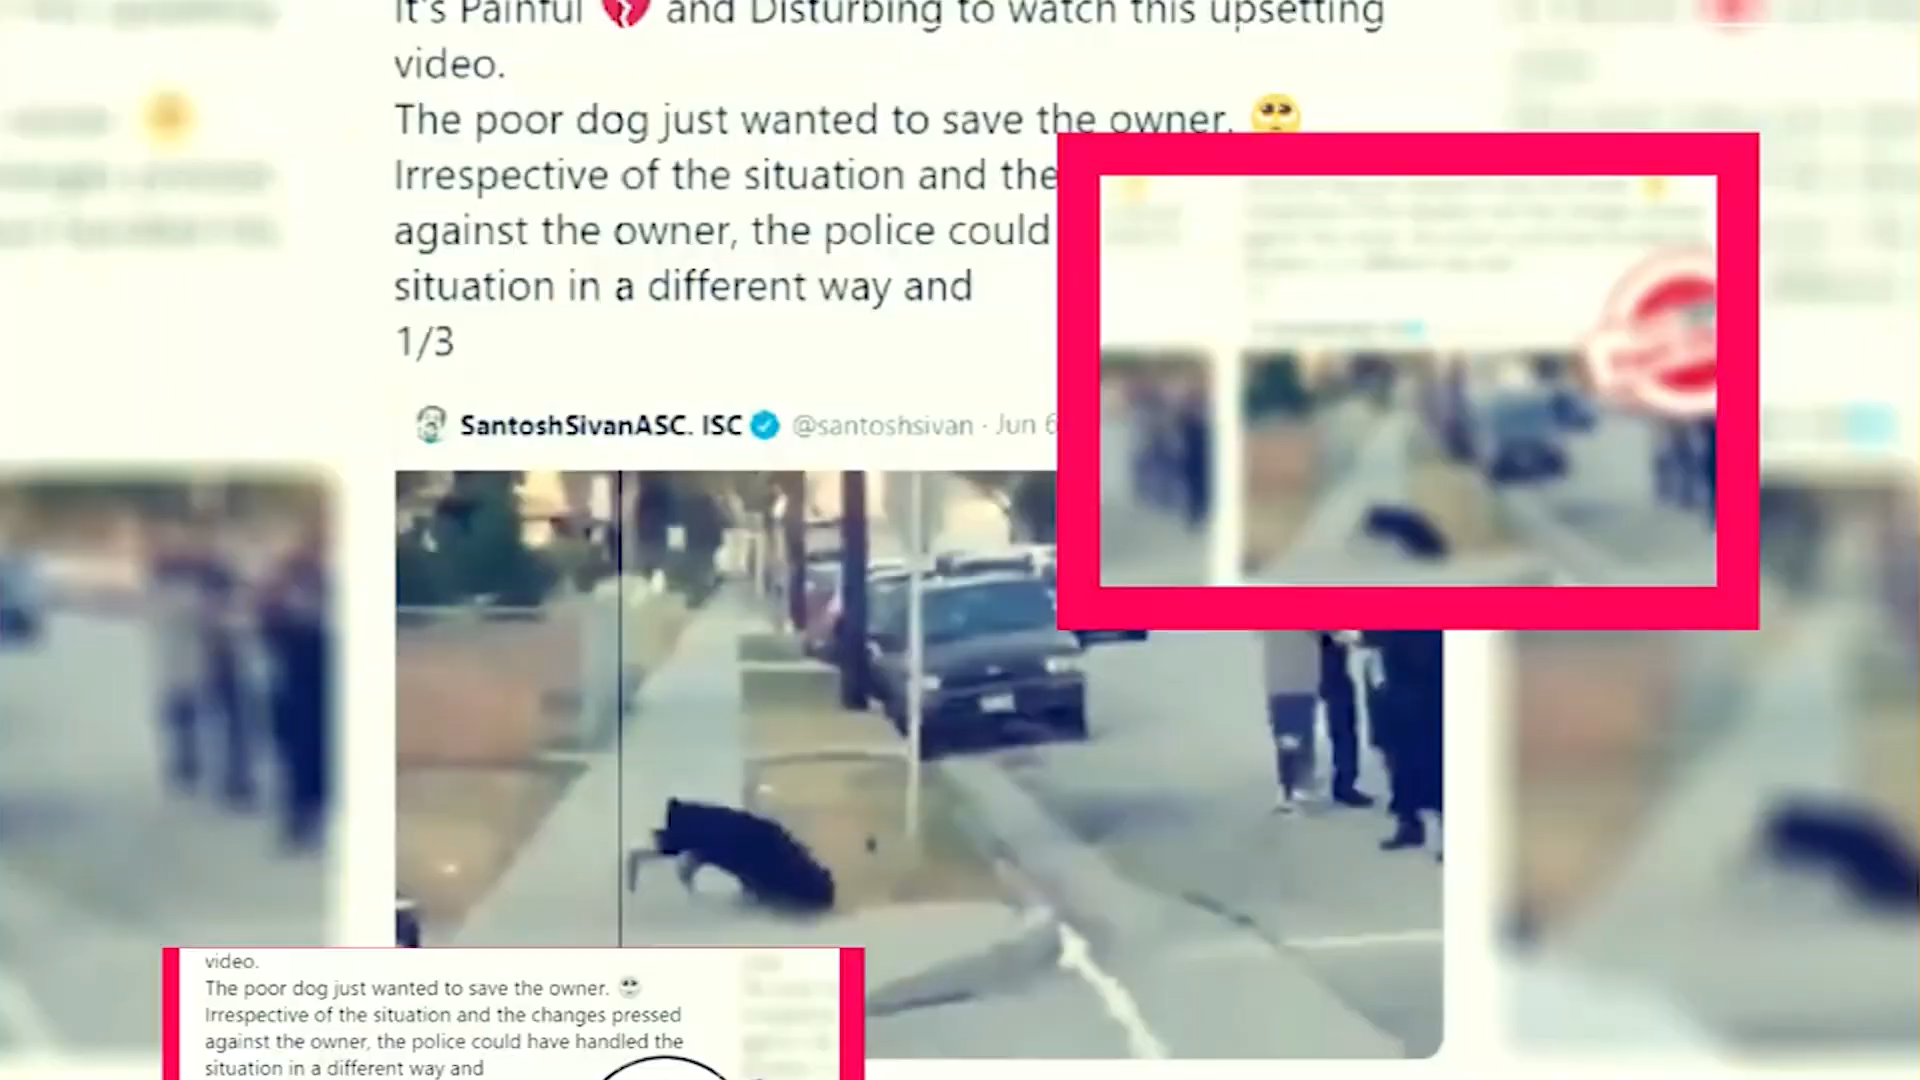 It's Painful 💔 and Disturbing to watch this upsetting
video.
The poor dog just wanted to save the owner. 🥺
Irrespective of the situation and the
against the owner, the police could
situation in a different way and
1/3
SantoshSivanASC. ISC @santoshsivan · Jun 6
video.
The poor dog just wanted to save the owner. 🥺
Irrespective of the situation and the changes pressed
against the owner, the police could have handled the
situation in a different way and